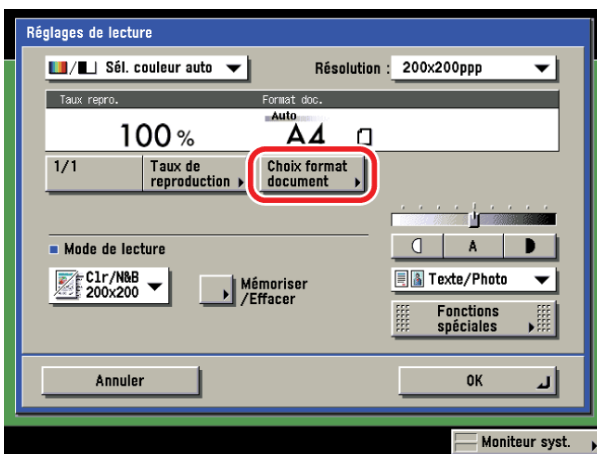 Réglages de lecture
Sél. couleur auto
Résolution : 200x200ppp
Taux repro.
Format doc.
Auto
100 %
A4
1/1
Taux de
reproduction
Choix format
document
Mode de lecture
A
Clr/N&B
200x200
Mémoriser
/Effacer
Texte/Photo
Fonctions
spéciales
Annuler
OK
Moniteur syst.